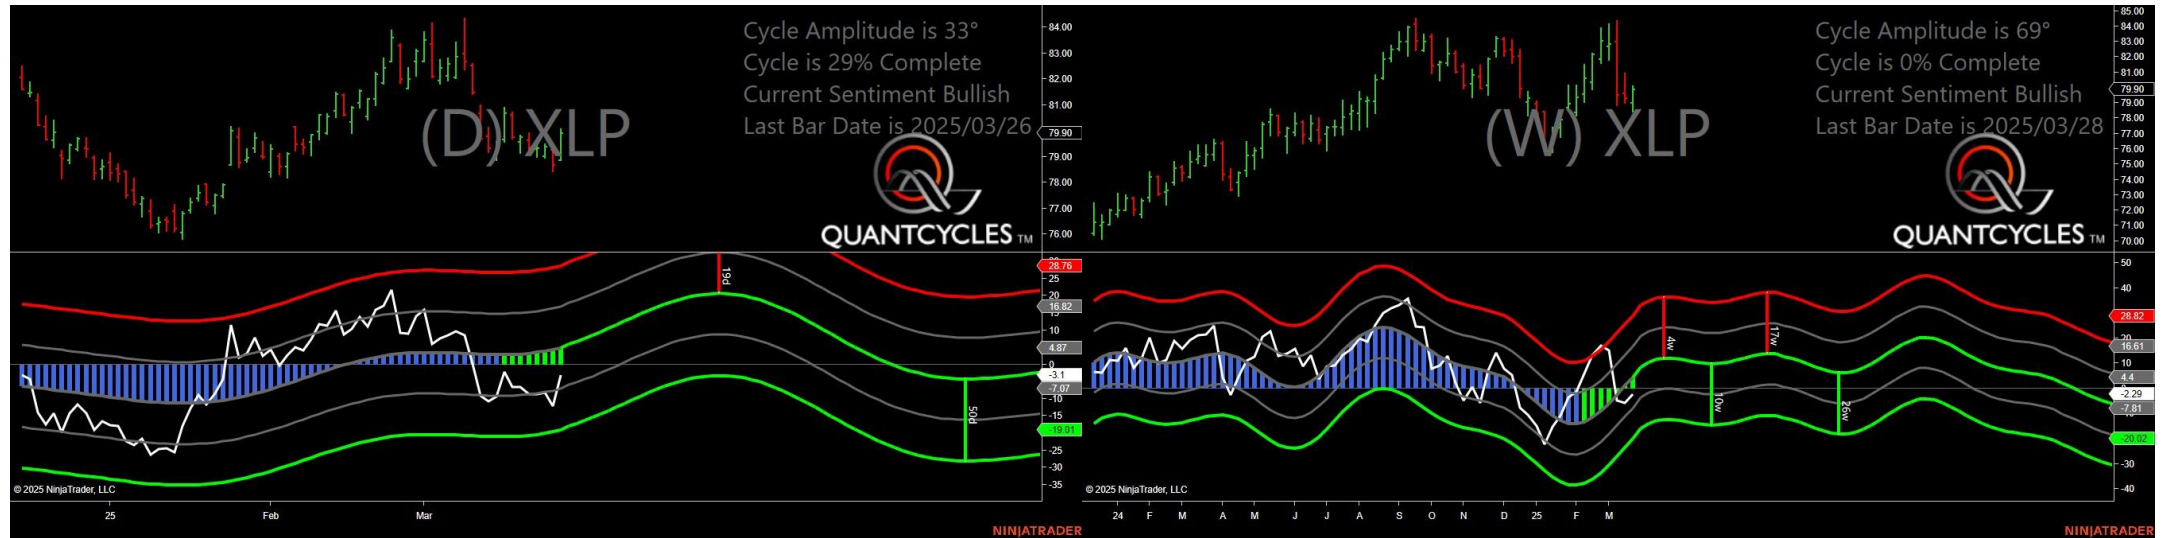 Cycle Amplitude is 33°
Cycle is 29% Complete
Current Sentiment Bullish
Last Bar Date is 2025/03/26
(D) XLP
QUANTCYCLES TM
84.00
83.00
82.00
81.00
79.90
79.00
78.00
77.00
76.00
19d
50d
28.76
25
20
16.82
10
4.87
0
-3.1
-7.07
-10
-15
-19.01
-25
-30
-35
© 2025 NinjaTrader, LLC
25 Feb Mar
NINJATRADER
Cycle Amplitude is 69°
Cycle is 0% Complete
Current Sentiment Bullish
Last Bar Date is 2025/03/28
(W) XLP
QUANTCYCLES TM
85.00
84.00
83.00
82.00
81.00
79.90
79.00
78.00
77.00
76.00
75.00
74.00
73.00
72.00
71.00
70.00
4w
17w
10w
26w
50
40
28.82
16.61
10
4.4
-2.29
-7.81
-20.02
-30
-40
© 2025 NinjaTrader, LLC
24 F M A M J J A S O N D 25 F M
NINJATRADER